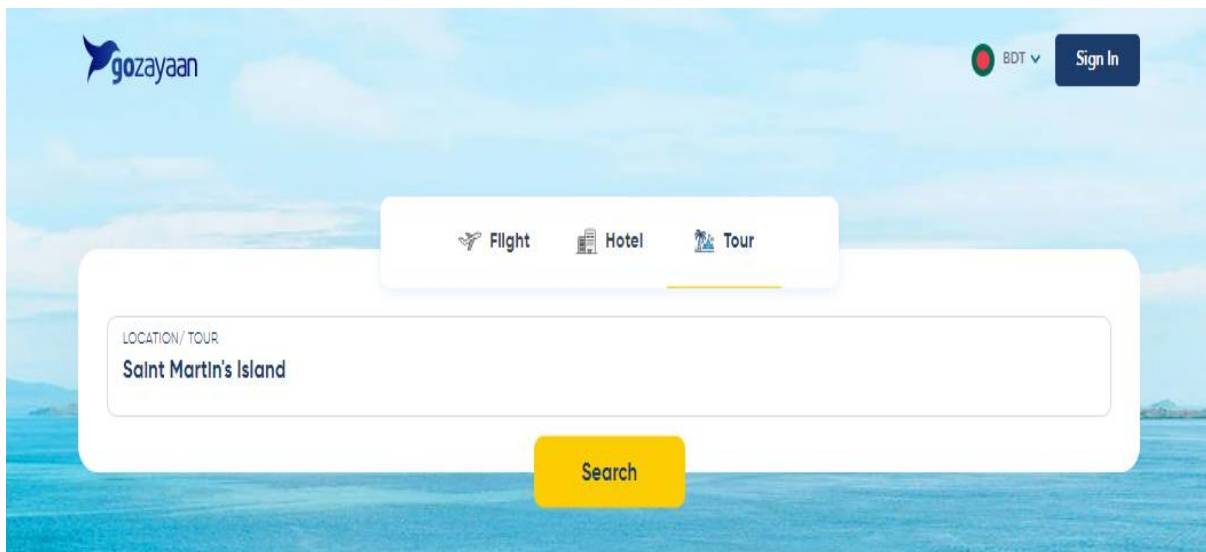 gozayaan
BDT
Sign In
Flight
Hotel
Tour
LOCATION/ TOUR
Saint Martin's Island
Search